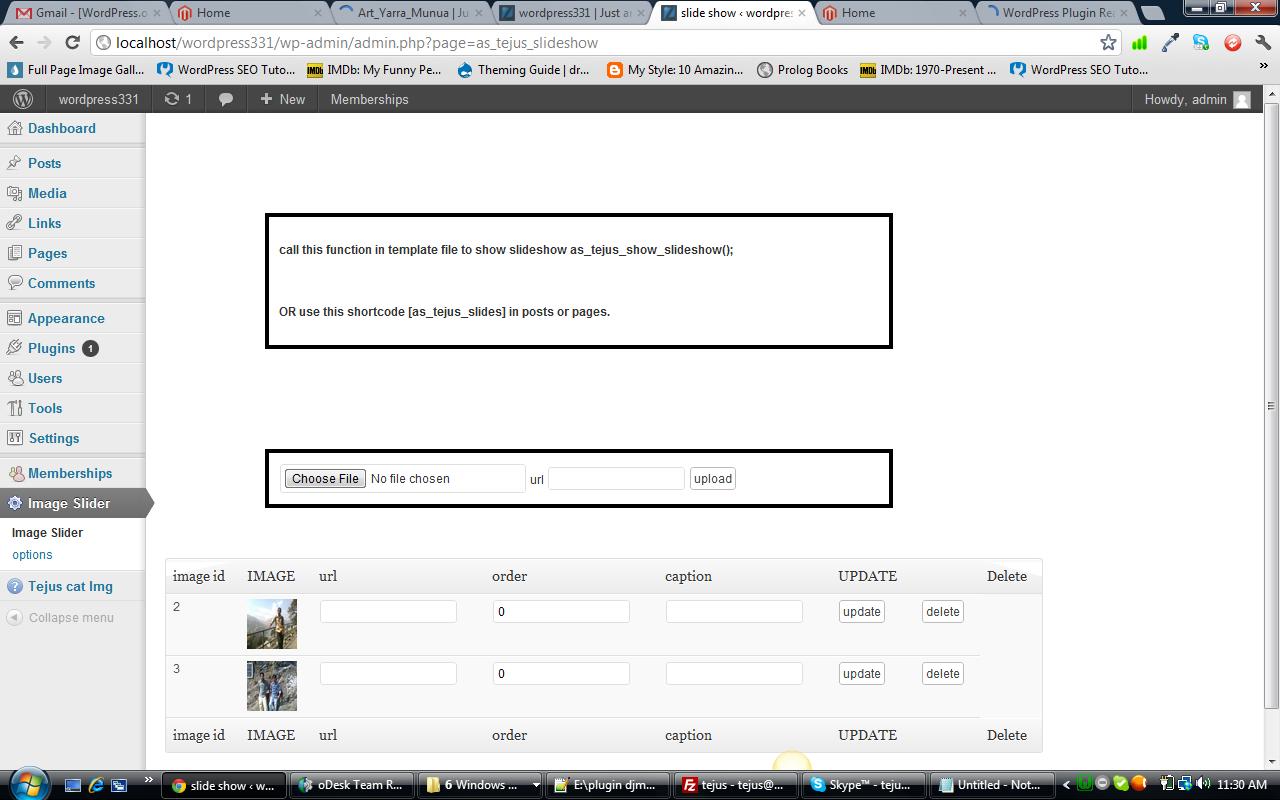 Gmail - [WordPress.o
Home
Art_Yarra_Munua | Ju
wordpress331 | Just a
slide show ‹ wordpres
Home
WordPress Plugin Rea
localhost/wordpress331/wp-admin/admin.php?page=as_tejus_slideshow
Full Page Image Gall...
WordPress SEO Tuto...
IMDb: My Funny Pe...
Theming Guide | dr...
My Style: 10 Amazin...
Prolog Books
IMDb: 1970-Present ...
WordPress SEO Tuto...
»
wordpress331
1
+ New
Memberships
Howdy, admin
Dashboard
Posts
Media
Links
Pages
Comments
Appearance
Plugins 1
Users
Tools
Settings
Memberships
Image Slider
Image Slider
options
Tejus cat Img
Collapse menu
call this function in template file to show slideshow as_tejus_show_slideshow();
OR use this shortcode [as_tejus_slides] in posts or pages.
Choose File No file chosen url upload
image id IMAGE url order caption UPDATE Delete
2 0 update delete
3 0 update delete
image id IMAGE url order caption UPDATE Delete
» slide show ‹ w... oDesk Team R... 6 Windows ... E:\plugin djm... tejus - tejus@... Skype™ - teju... Untitled - Not... 11:30 AM